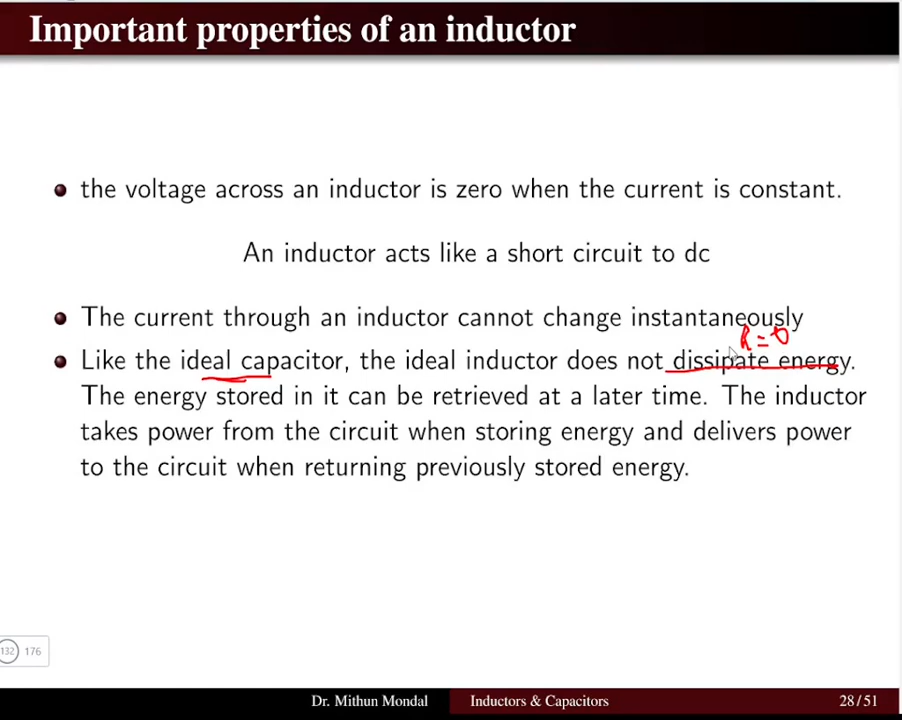 Important properties of an inductor
the voltage across an inductor is zero when the current is constant.
An inductor acts like a short circuit to dc
The current through an inductor cannot change instantaneously
R=0
Like the ideal capacitor, the ideal inductor does not dissipate energy.
The energy stored in it can be retrieved at a later time. The inductor
takes power from the circuit when storing energy and delivers power
to the circuit when returning previously stored energy.
132 176
Dr. Mithun Mondal Inductors & Capacitors 28/51